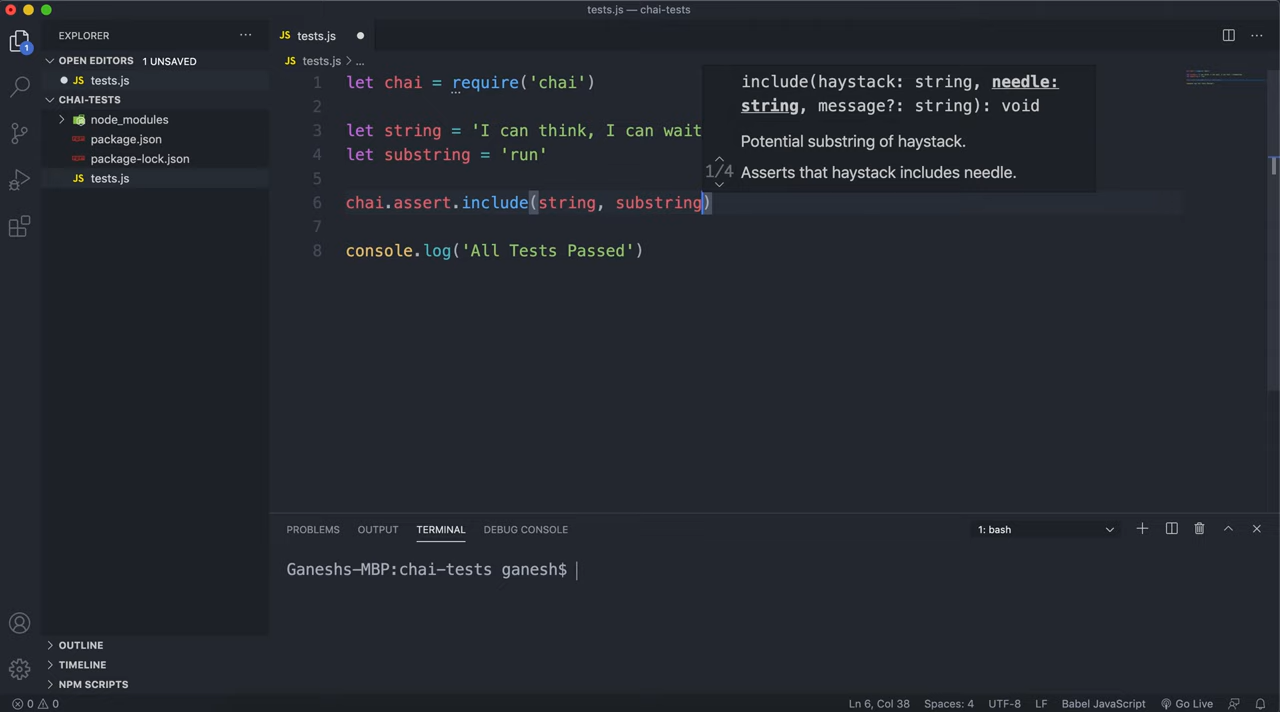 tests.js — chai-tests
EXPLORER
OPEN EDITORS 1 UNSAVED
JS tests.js
CHAI-TESTS
node_modules
package.json
package-lock.json
JS tests.js
OUTLINE
TIMELINE
NPM SCRIPTS
1
JS tests.js
JS tests.js > ...
1 let chai = require('chai')
2
3 let string = 'I can think, I can wait
4 let substring = 'run'
5
6 chai.assert.include(string, substring)
7
8 console.log('All Tests Passed')
include(haystack: string, needle:
string, message?: string): void
Potential substring of haystack.
1/4 Asserts that haystack includes needle.
PROBLEMS OUTPUT TERMINAL DEBUG CONSOLE 1: bash
Ganeshs-MBP:chai-tests ganesh$
0 0 Ln 6, Col 38 Spaces: 4 UTF-8 LF Babel JavaScript Go Live